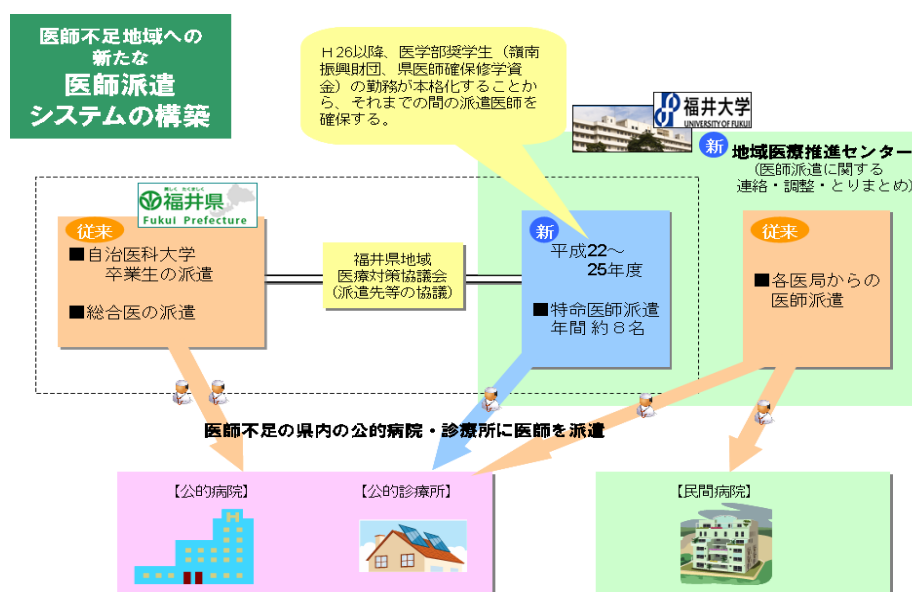 医師不足地域への
新たな
医師派遣
システムの構築
H26以降、医学部奨学生（嶺南
振興財団、県医師確保修学資
金）の勤務が本格化することか
ら、それまでの間の派遣医師を
確保する。
福井大学
UNIVERSITY OF FUKUI
新
地域医療推進センター
(医師派遣に関する
連絡・調整・とりまとめ)
福井県
Fukui Prefecture
従来
■自治医科大学
卒業生の派遣
■総合医の派遣
福井県地域
医療対策協議会
(派遣先等の協議)
新
平成22～
25年度
■特命医師派遣
年間約８名
従来
■各医局からの
医師派遣
医師不足の県内の公的病院・診療所に医師を派遣
【公的病院】
【公的診療所】
【民間病院】
H